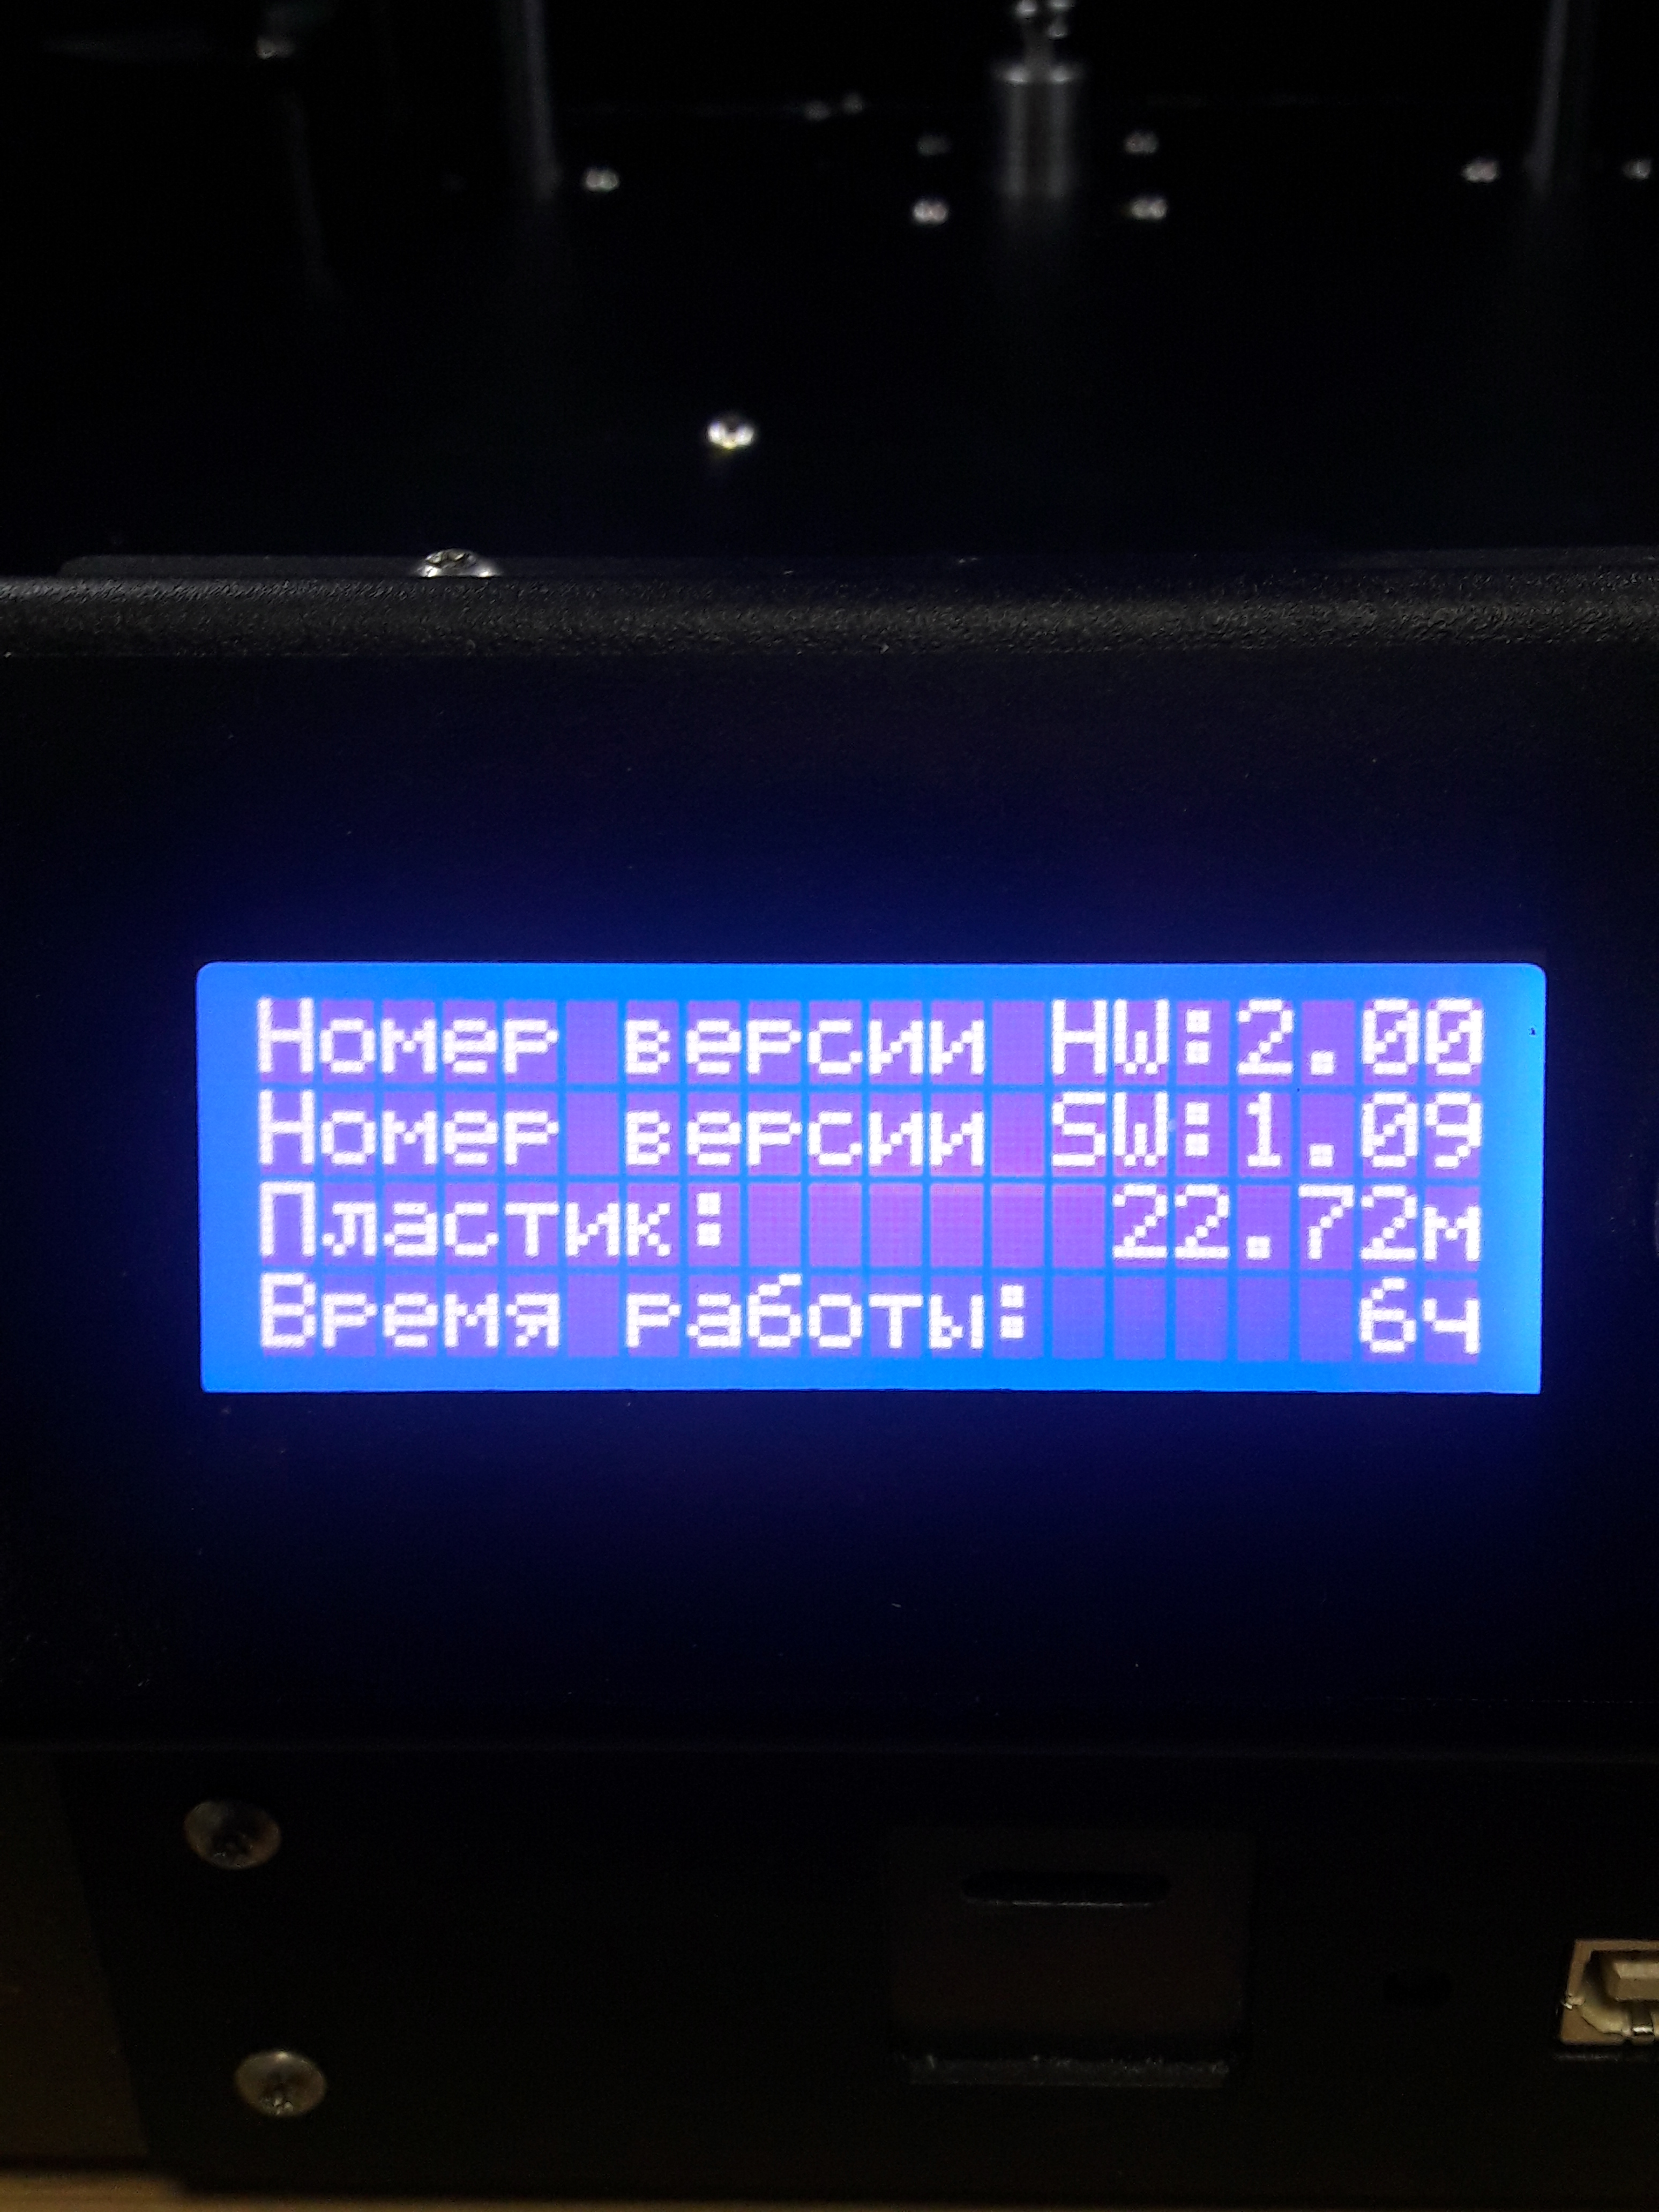 Номер версии HW:2.00
Номер версии SW:1.09
Пластик: 22.72м
Время работы: 6ч